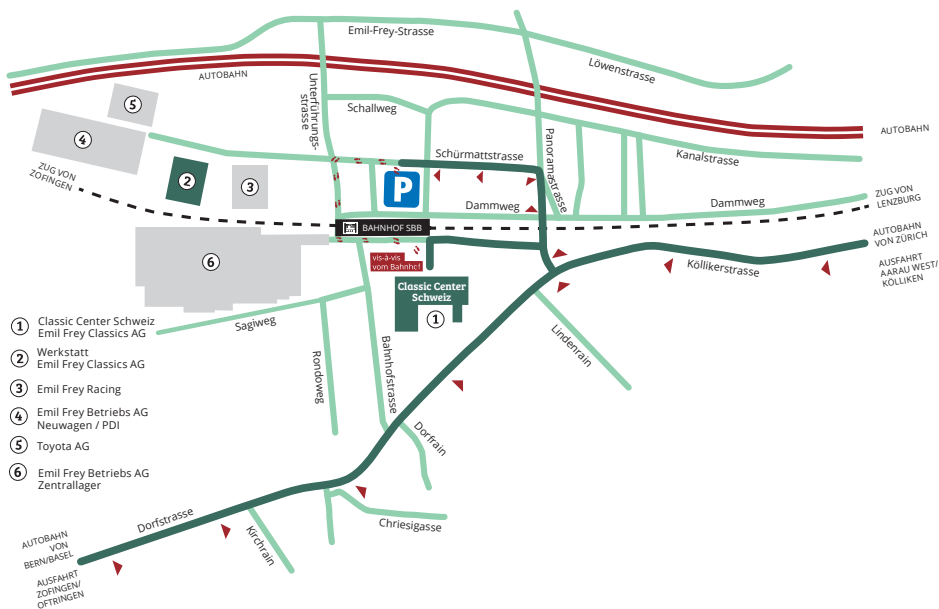 Emil-Frey-Strasse
Löwenstrasse
AUTOBAHN
Unterführungs-
strasse
Schallweg
AUTOBAHN
5
4
Schürmattstrasse
Panoramastrasse
Kanalstrasse
ZUG VON
ZOFINGEN
2
3
P
Dammweg
Dammweg
ZUG VON
LENZBURG
BAHNHOF SBB
AUTOBAHN
VON ZÜRICH
6
vis-à-vis
vom Bahnhof
Köllikerstrasse
AUSFAHRT
AARAU WEST/
KÖLLIKEN
Classic Center
Schweiz
1
Sagiweg
Rondoweg
Bahnhofstrasse
Lindenrain
1 Classic Center Schweiz
Emil Frey Classics AG
2 Werkstatt
Emil Frey Classics AG
3 Emil Frey Racing
4 Emil Frey Betriebs AG
Neuwagen / PDI
5 Toyota AG
6 Emil Frey Betriebs AG
Zentrallager
Dorfrain
Dorfstrasse
Kirchrain
Chriesigasse
AUTOBAHN
VON
BERN/BASEL
AUSFAHRT
ZOFINGEN/
OFTRINGEN